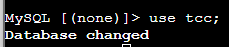 MySQL [(none)]> use tcc;
Database changed